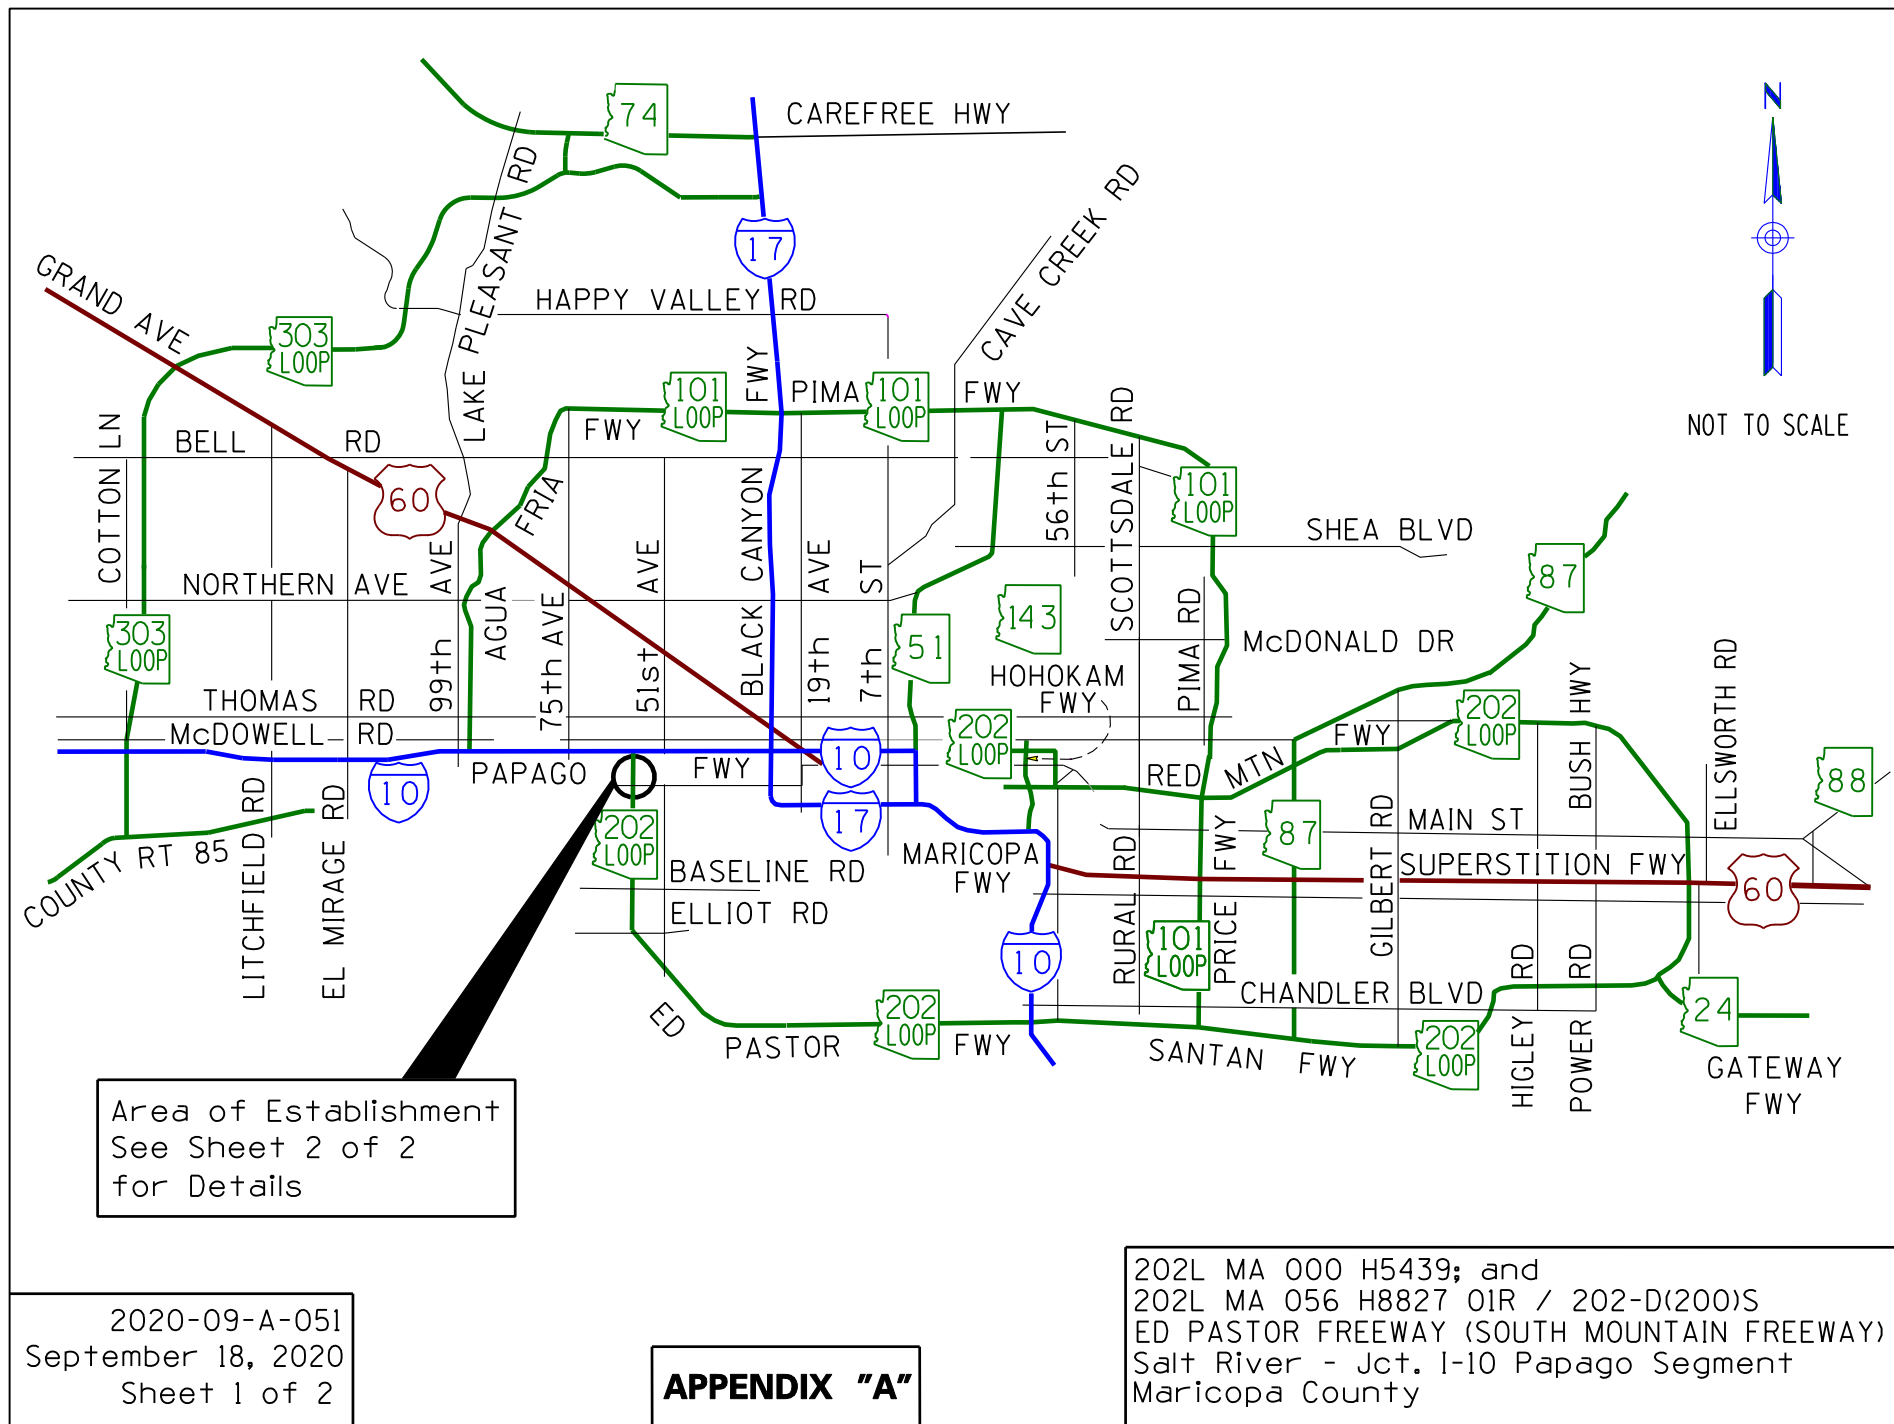 74
CAREFREE HWY
N
LAKE PLEASANT RD
17
CAVE CREEK RD
GRAND AVE
HAPPY VALLEY RD
303
LOOP
101
LOOP
FWY
PIMA
101
LOOP
FWY
FWY
NOT TO SCALE
COTTON LN
BELL RD
60
AGUA FRIA
BLACK CANYON
56th ST
SCOTTSDALE RD
101
LOOP
SHEA BLVD
87
NORTHERN AVE
99th AVE
75th AVE
51st AVE
19th AVE
7th ST
143
51
PIMA RD
McDONALD DR
303
LOOP
HOHOKAM
FWY
THOMAS RD
McDOWELL RD
202
LOOP
202
LOOP
FWY
BUSH HWY
ELLSWORTH RD
10
PAPAGO FWY
10
RED MTN
88
17
202
LOOP
87
MAIN ST
COUNTY RT 85
LITCHFIELD RD
EL MIRAGE RD
BASELINE RD
MARICOPA
FWY
SUPERSTITION FWY
60
ELLIOT RD
RURAL RD
PRICE FWY
GILBERT RD
101
LOOP
10
CHANDLER BLVD
HIGLEY RD
POWER RD
24
ED
PASTOR
202
LOOP
FWY
SANTAN FWY
202
LOOP
GATEWAY
FWY
Area of Establishment
See Sheet 2 of 2
for Details
2020-09-A-051
September 18, 2020
Sheet 1 of 2
APPENDIX "A"
202L MA 000 H5439; and
202L MA 056 H8827 01R / 202-D(200)S
ED PASTOR FREEWAY (SOUTH MOUNTAIN FREEWAY)
Salt River - Jct. I-10 Papago Segment
Maricopa County